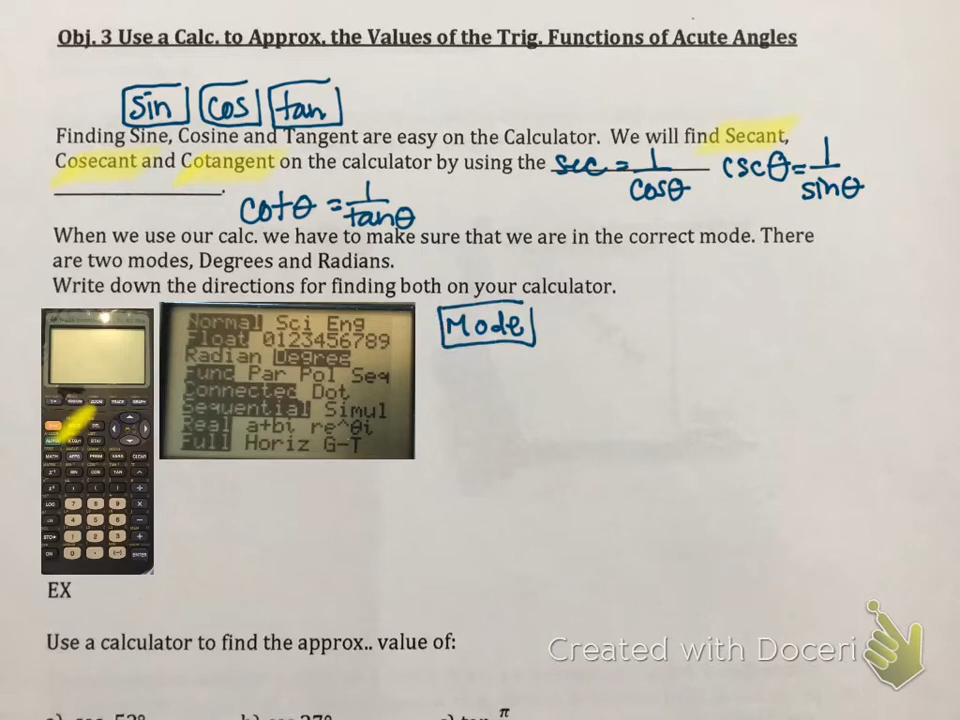 Obj. 3 Use a Calc. to Approx. the Values of the Trig. Functions of Acute Angles
sin cos tan
Finding Sine, Cosine and Tangent are easy on the Calculator. We will find Secant,
Cosecant and Cotangent on the calculator by using the sec = 1/cosθ cscθ = 1/sinθ
cotθ = 1/tanθ
When we use our calc. we have to make sure that we are in the correct mode. There
are two modes, Degrees and Radians.
Write down the directions for finding both on your calculator.
Mode
Normal Sci Eng
Float 0123456789
Radian Degree
Func Par Pol Seq
Connected Dot
Sequential Simul
Real a+bi re^θi
Full Horiz G-T
EX
Use a calculator to find the approx.. value of:
Created with Doceri